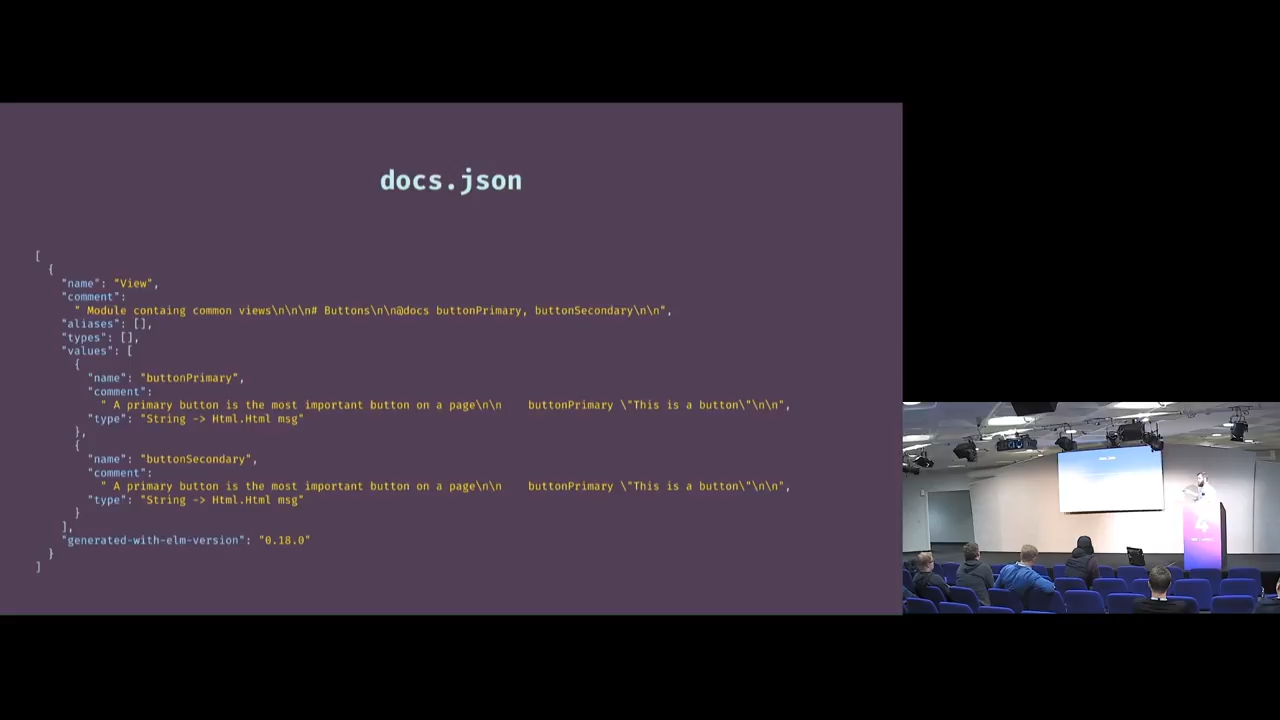 docs.json
[
{
"name": "View",
"comment":
" Module containg common views\n\n\n# Buttons\n\n@docs buttonPrimary, buttonSecondary\n\n",
"aliases": [],
"types": [],
"values": [
{
"name": "buttonPrimary",
"comment":
" A primary button is the most important button on a page\n\n    buttonPrimary \"This is a button\"\n\n",
"type": "String -> Html.Html msg"
},
{
"name": "buttonSecondary",
"comment":
" A primary button is the most important button on a page\n\n    buttonPrimary \"This is a button\"\n\n",
"type": "String -> Html.Html msg"
}
],
"generated-with-elm-version": "0.18.0"
}
]
4